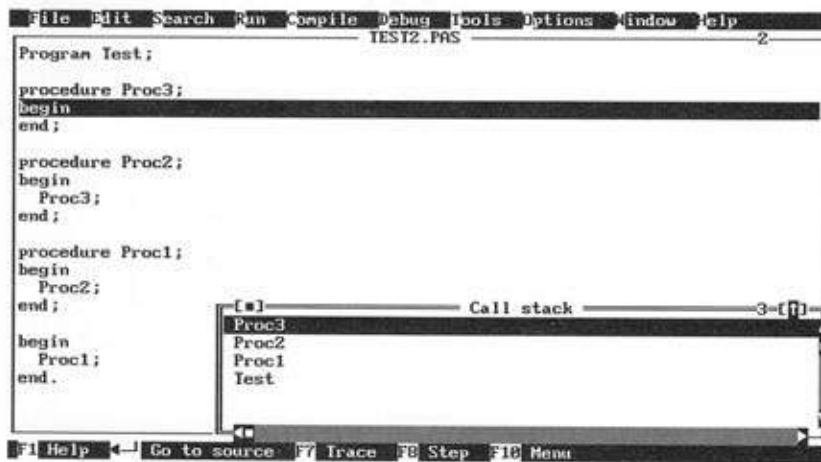 File Edit Search Run Compile Debug Tools Options Window Help
TEST2.PAS 2
Program Test;
procedure Proc3;
begin
end;
procedure Proc2;
begin
Proc3;
end;
procedure Proc1;
begin
Proc2;
end;
begin
Proc1;
end.
[■] Call stack 3=[↑]
Proc3
Proc2
Proc1
Test
F1 Help ◄─┘ Go to source F7 Trace F8 Step F10 Menu